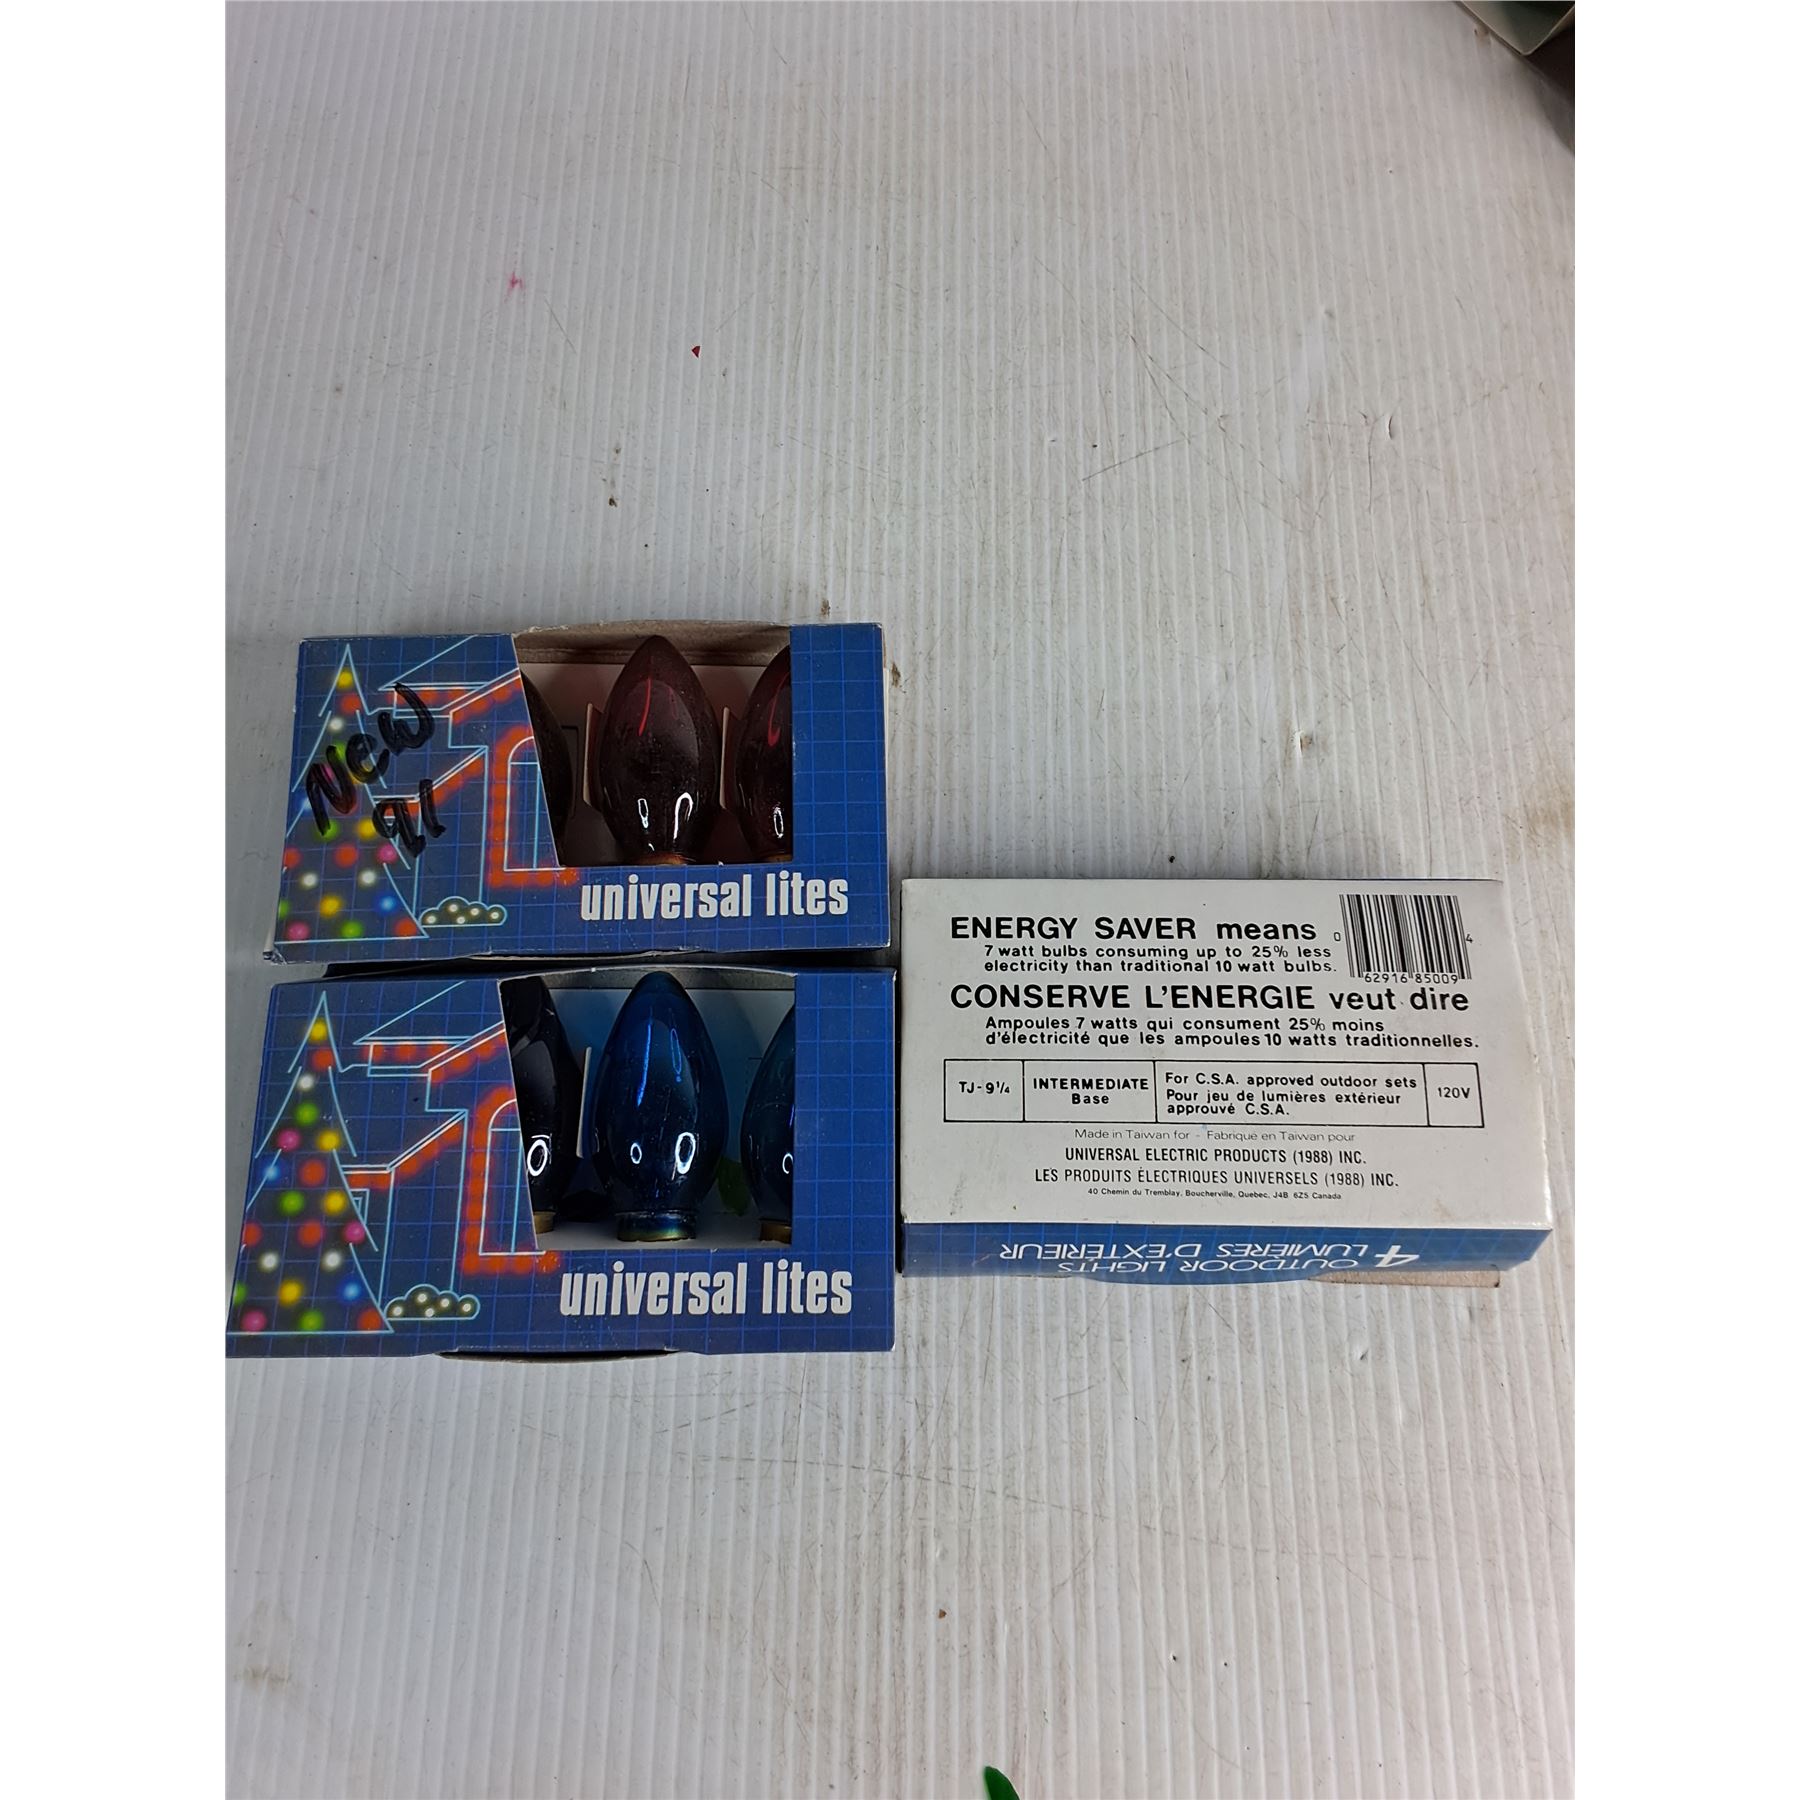 New
91
universal lites
universal lites
ENERGY SAVER means
7 watt bulbs consuming up to 25% less
electricity than traditional 10 watt bulbs.
0 62916 85009 4
CONSERVE L'ENERGIE veut dire
Ampoules 7 watts qui consument 25% moins
d'électricité que les ampoules 10 watts traditionnelles.
TJ-9¼
INTERMEDIATE
Base
For C.S.A. approved outdoor sets
Pour jeu de lumières extérieur
approuvé C.S.A.
120V
Made in Taiwan for - Fabriqué en Taiwan pour
UNIVERSAL ELECTRIC PRODUCTS (1988) INC.
LES PRODUITS ÉLECTRIQUES UNIVERSELS (1988) INC.
40 Chemin du Tremblay, Boucherville, Quebec, J4B 6Z5 Canada
4 OUTDOOR LIGHTS
LUMIÈRES D'EXTÉRIEUR